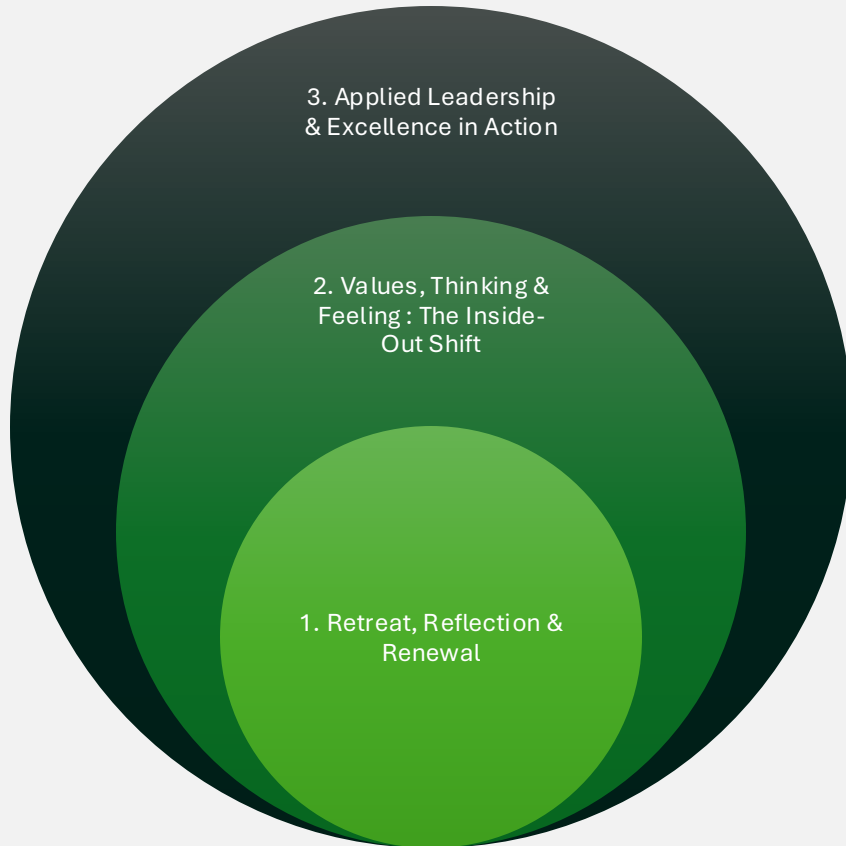 3. Applied Leadership
& Excellence in Action
2. Values, Thinking &
Feeling : The Inside-
Out Shift
1. Retreat, Reflection &
Renewal